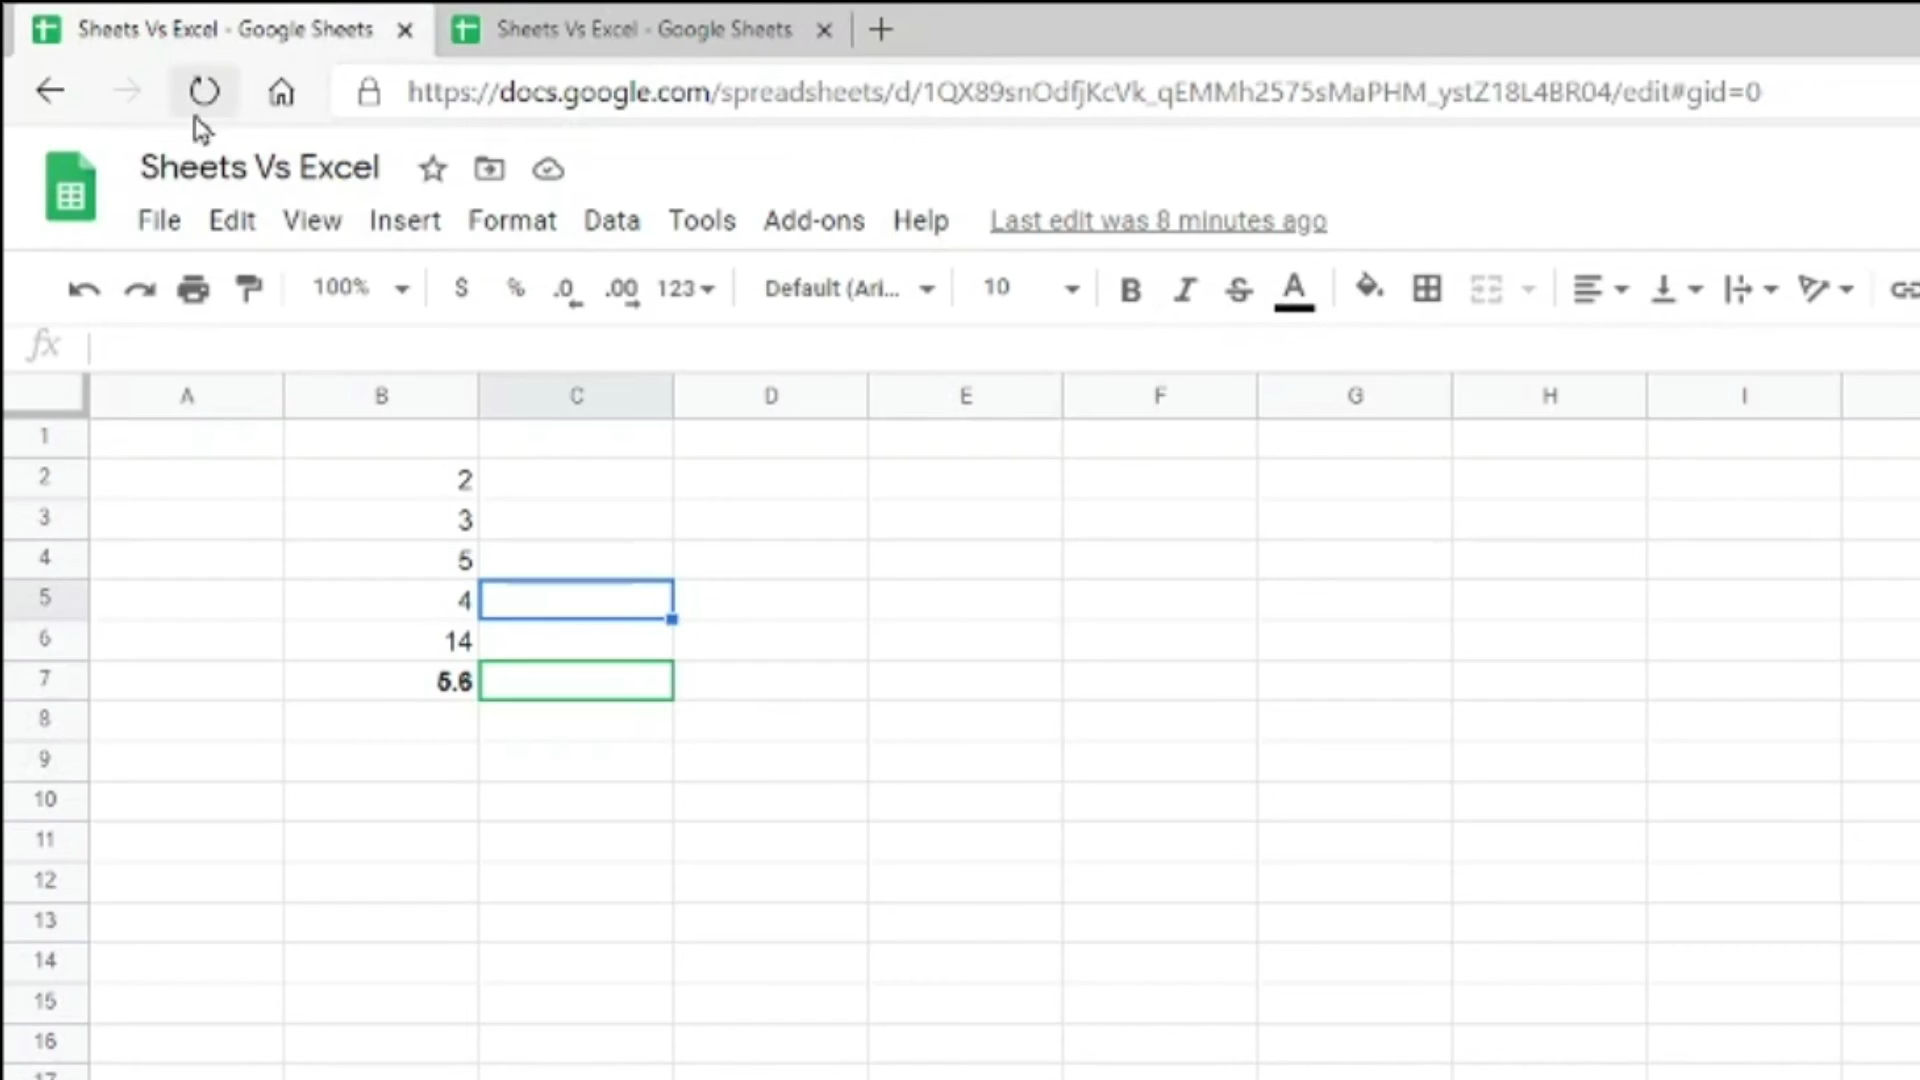 Sheets Vs Excel - Google Sheets Sheets Vs Excel - Google Sheets
https://docs.google.com/spreadsheets/d/1QX89snOdfjKcVk_qEMMh2575sMaPHM_ystZ18L4BR04/edit#gid=0
Sheets Vs Excel
File Edit View Insert Format Data Tools Add-ons Help Last edit was 8 minutes ago
100% $ % .0 .00 123 Default (Ari... 10 B I S A
fx
A B C D E F G H I
1
2 2
3 3
4 5
5 4
6 14
7 5.6
8
9
10
11
12
13
14
15
16
17